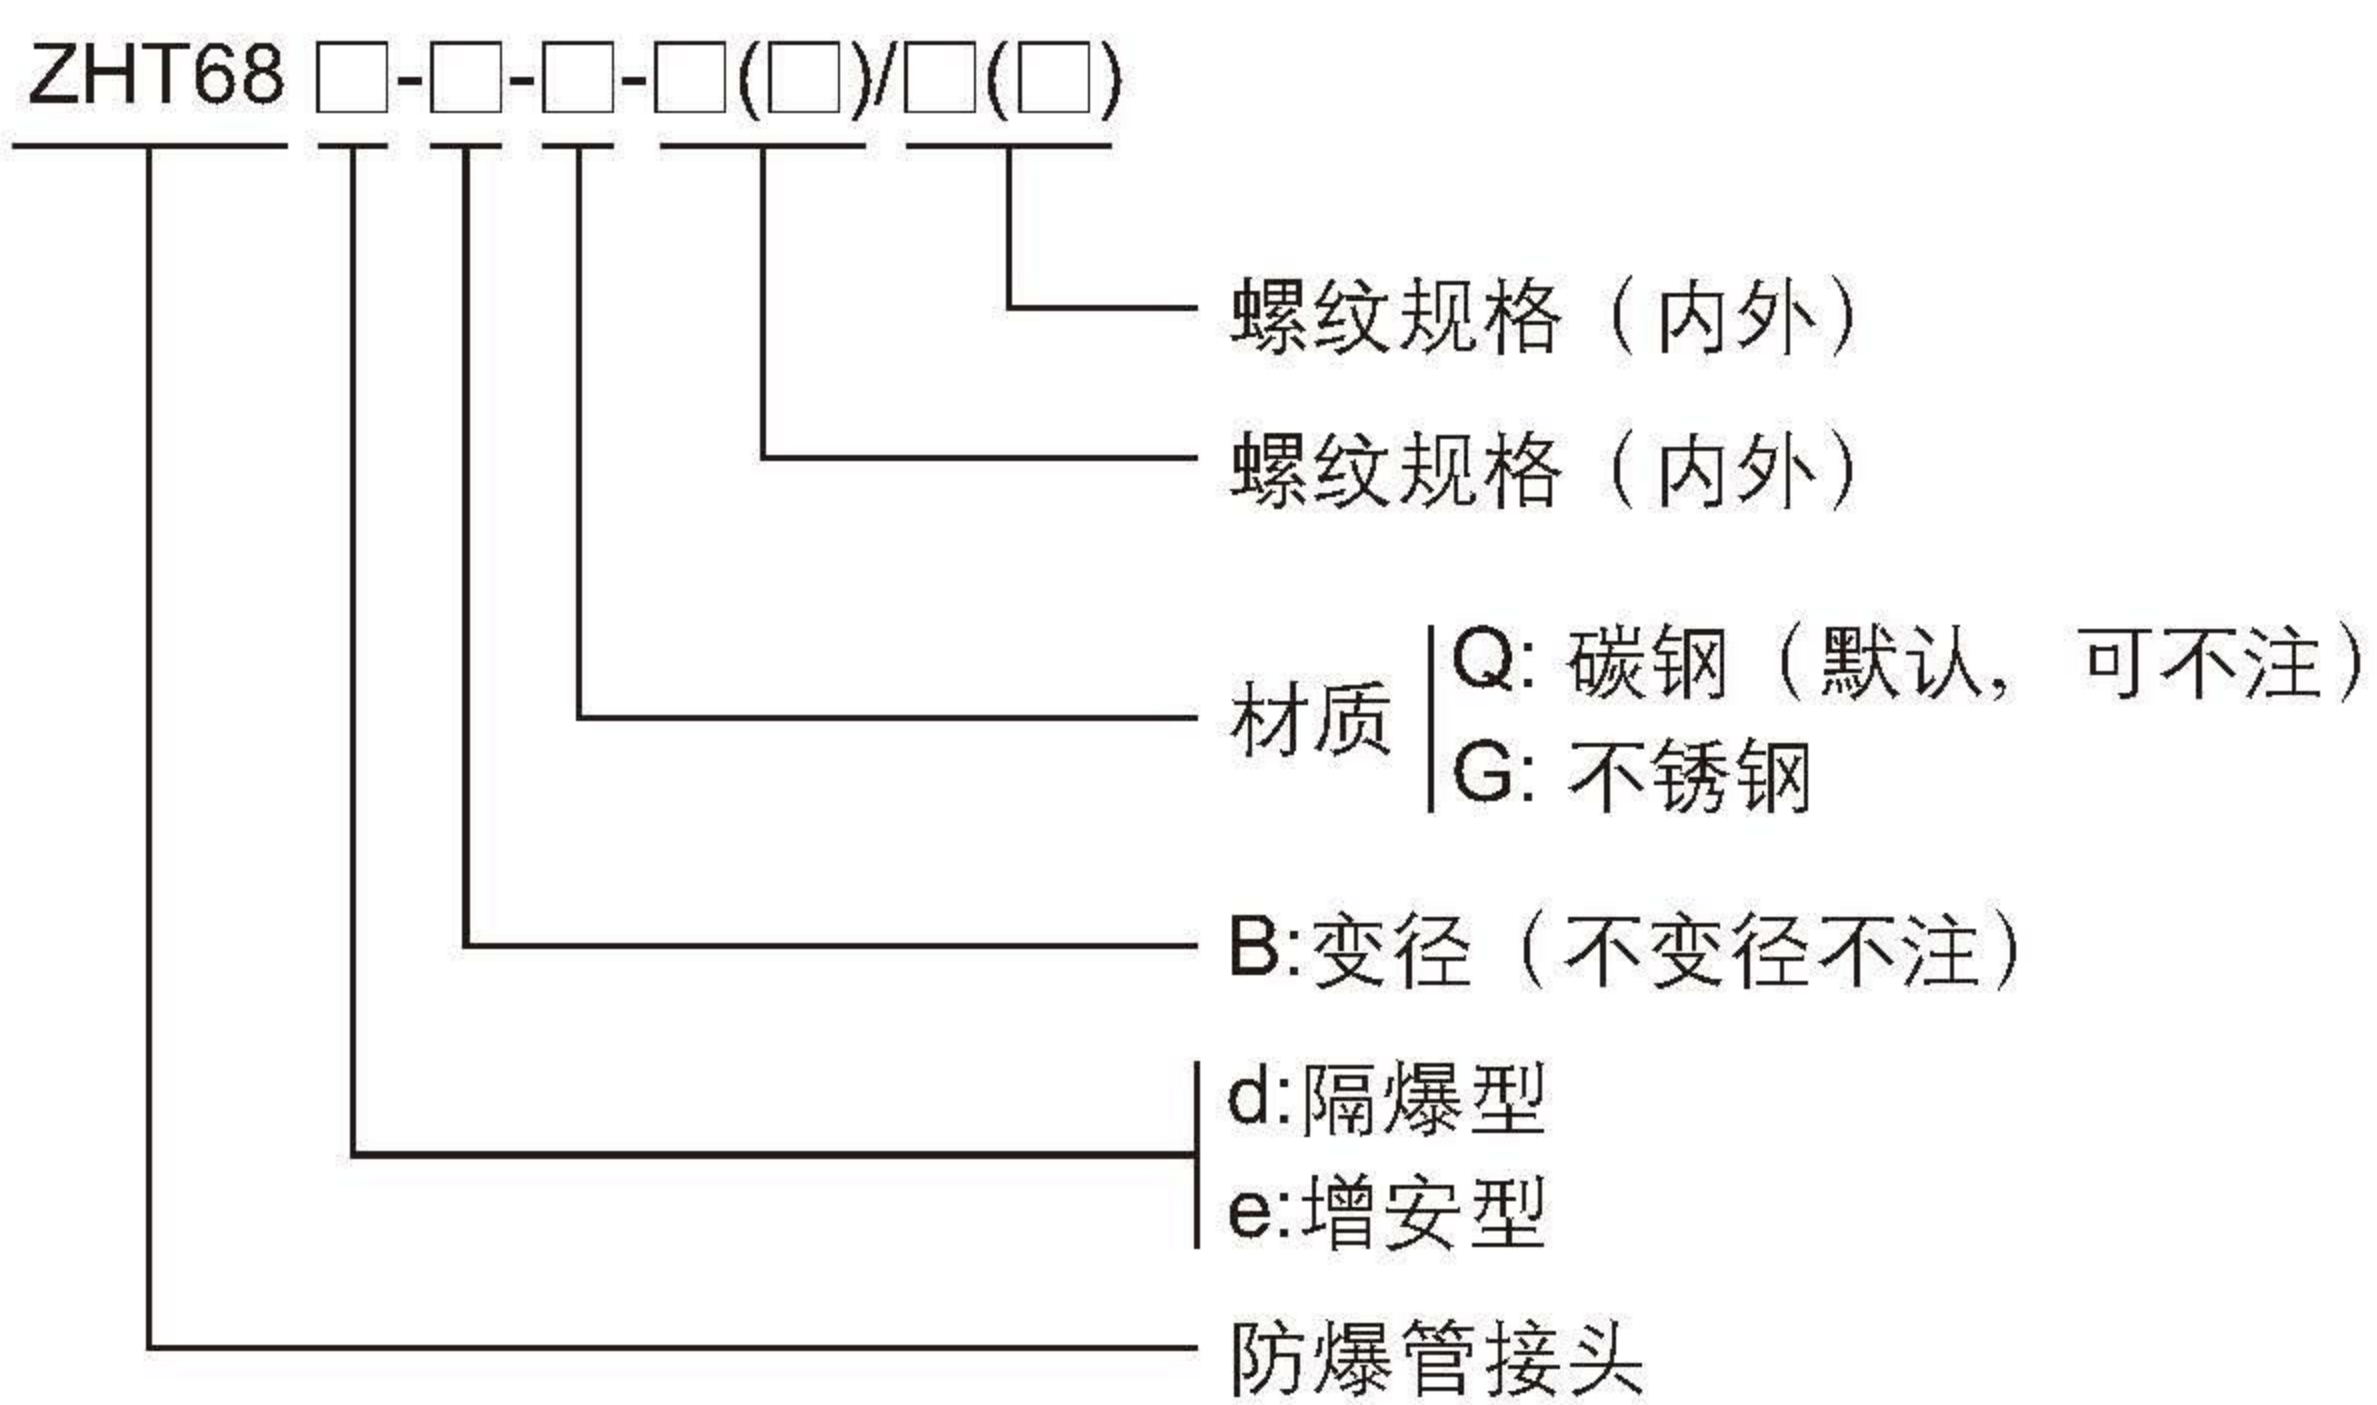 ZHT68 □-□-□-□(□)/□(□)
螺纹规格（内外）
螺纹规格（内外）
材质
Q: 碳钢（默认，可不注）
G: 不锈钢
B:变径（不变径不注）
d:隔爆型
e:增安型
防爆管接头